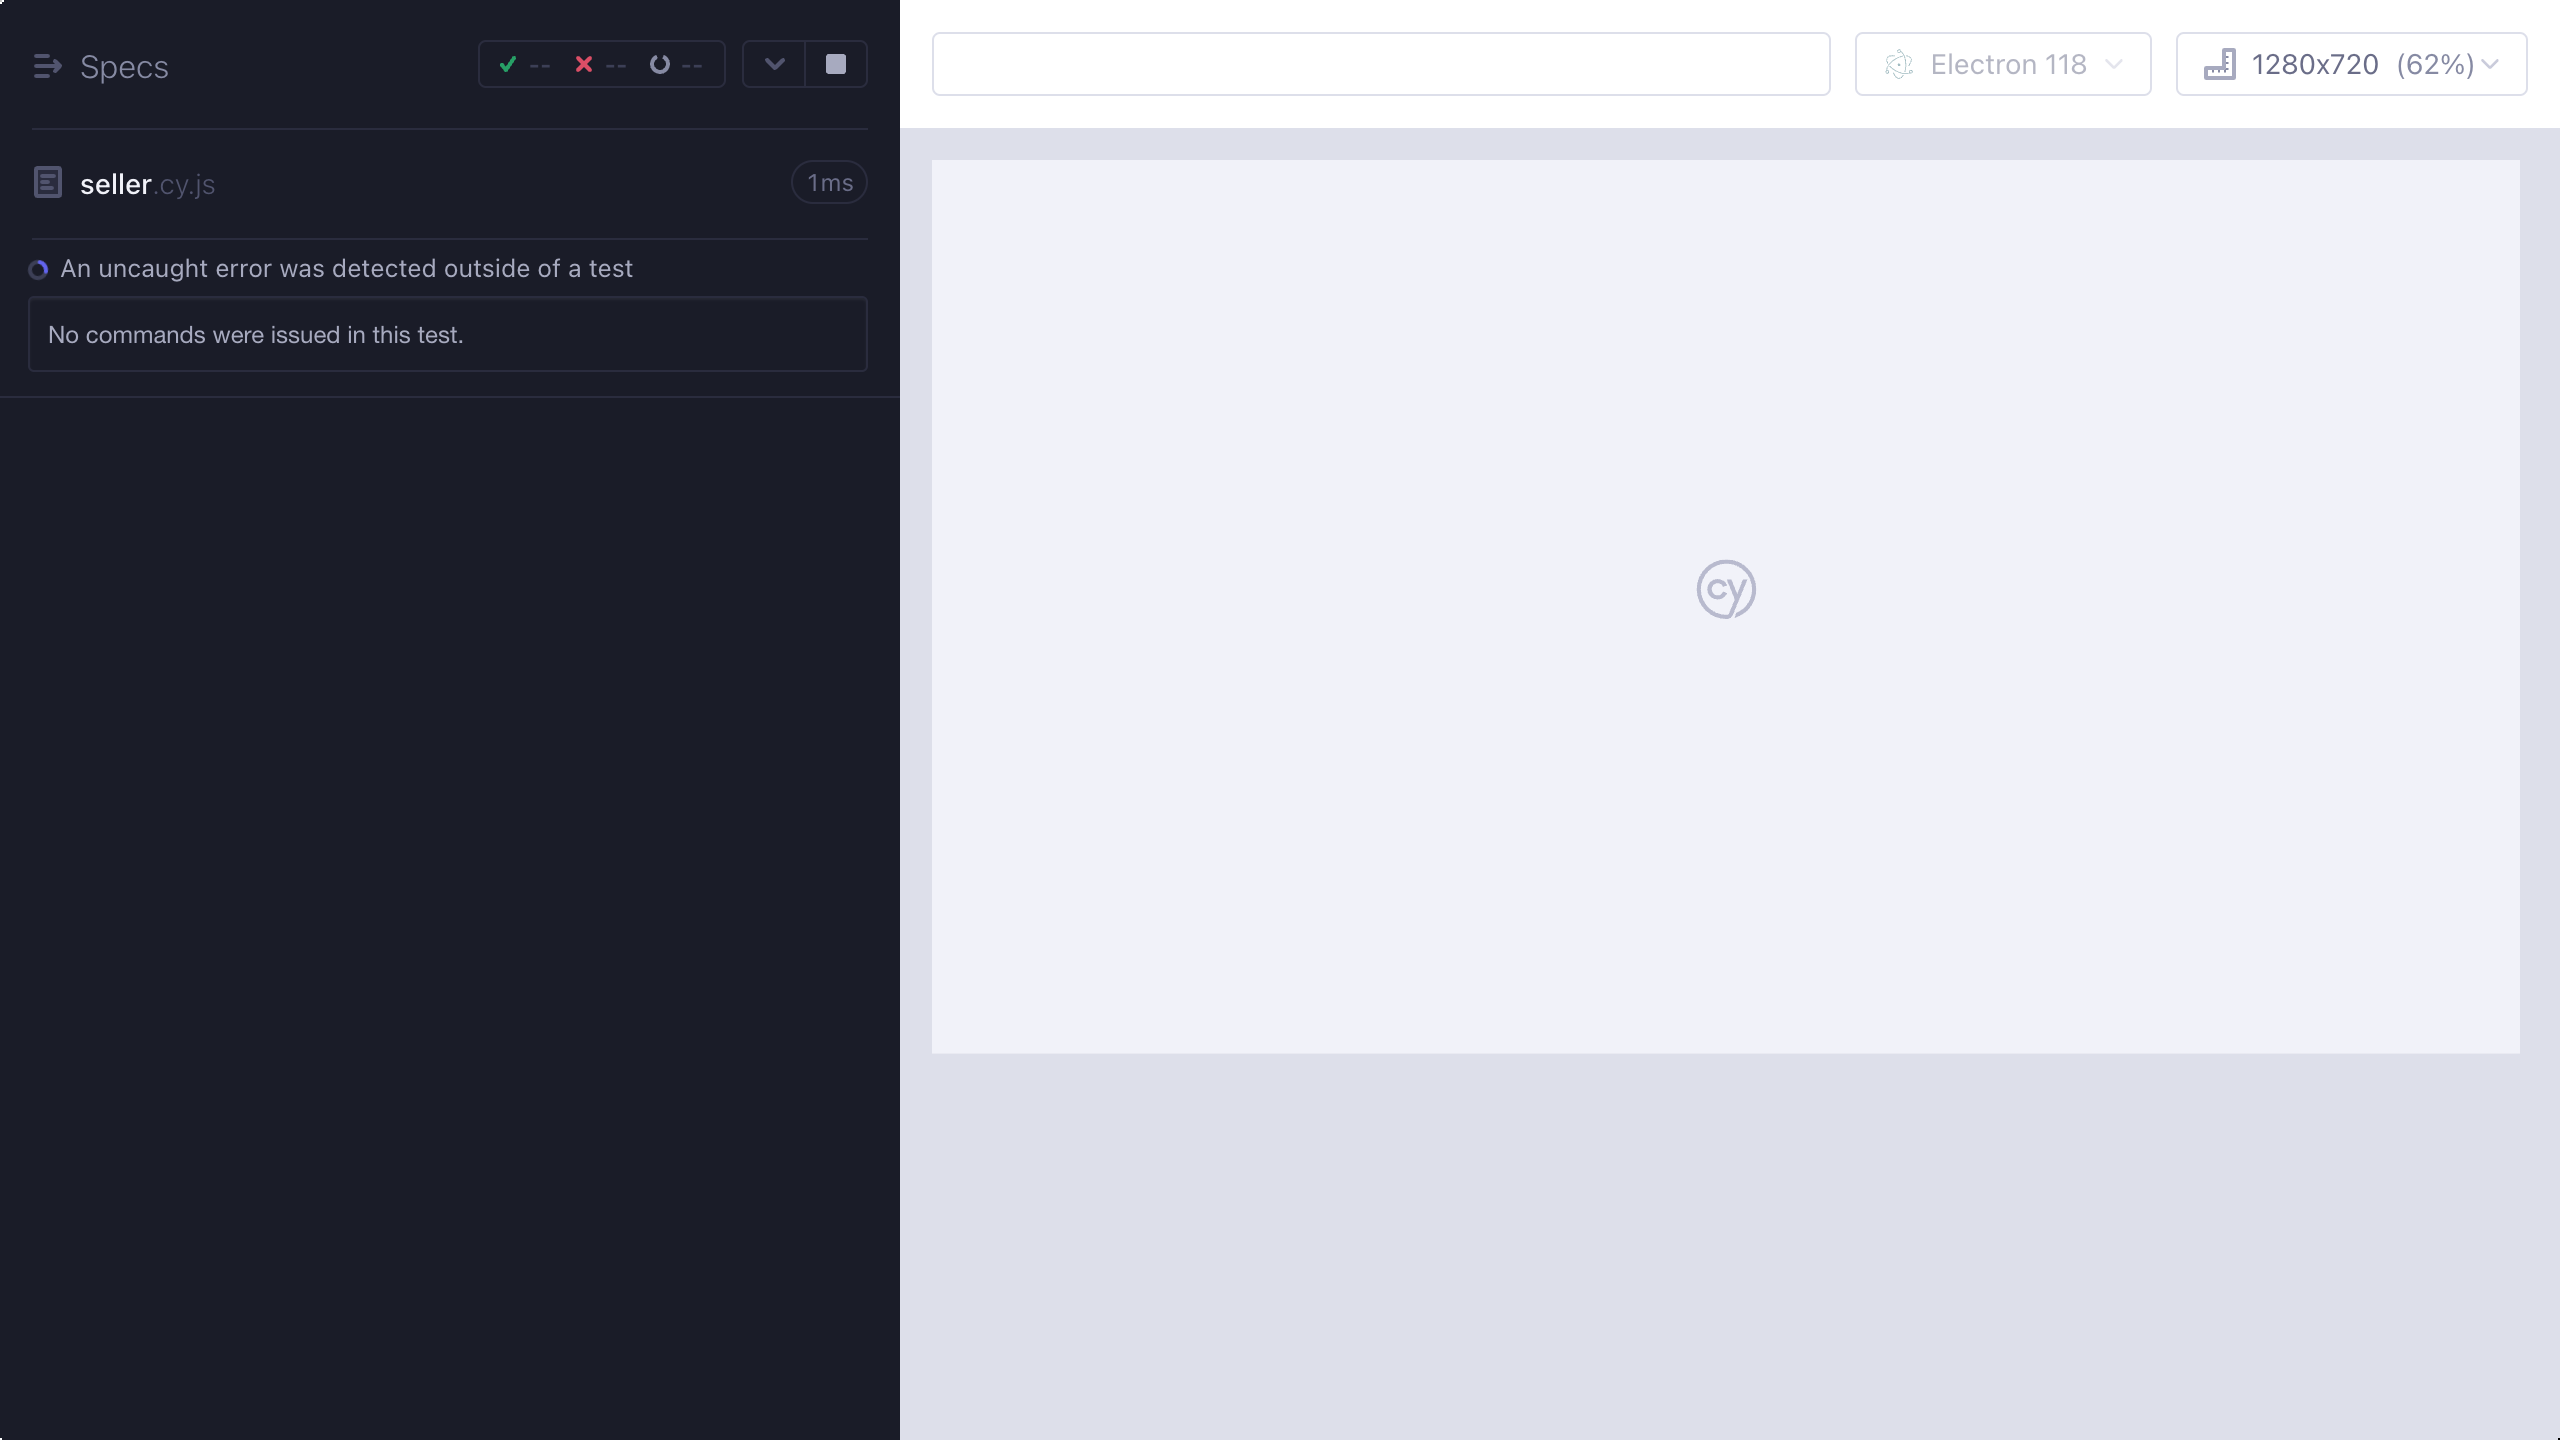 Specs
--
--
--
Electron 118
1280x720 (62%)
seller.cy.js
1ms
An uncaught error was detected outside of a test
No commands were issued in this test.
cy